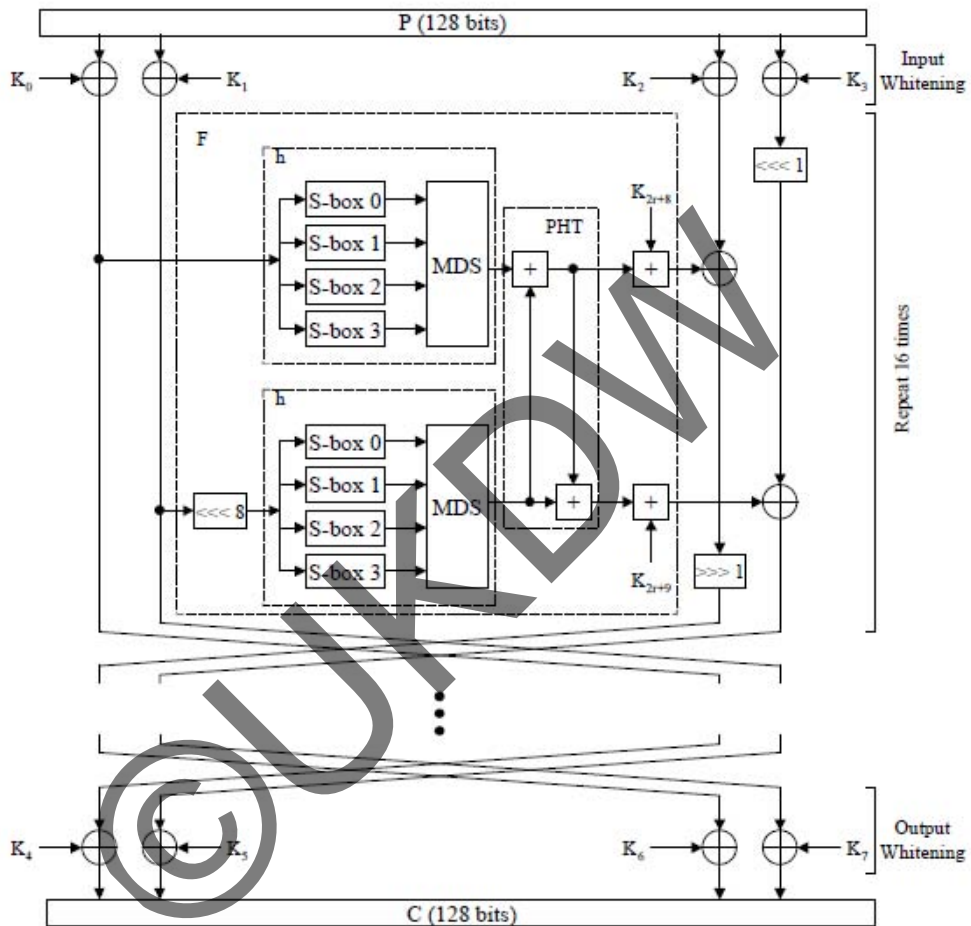 P (128 bits)
K0
K1
K2
K3
Input
Whitening
F
h
S-box 0
S-box 1
S-box 2
S-box 3
MDS
PHT
+
+
K2r+8
<<< 1
Repeat 16 times
<<< 8
h
S-box 0
S-box 1
S-box 2
S-box 3
MDS
+
+
K2r+9
>>> 1
K4
K5
K6
K7
Output
Whitening
C (128 bits)
©UKDW